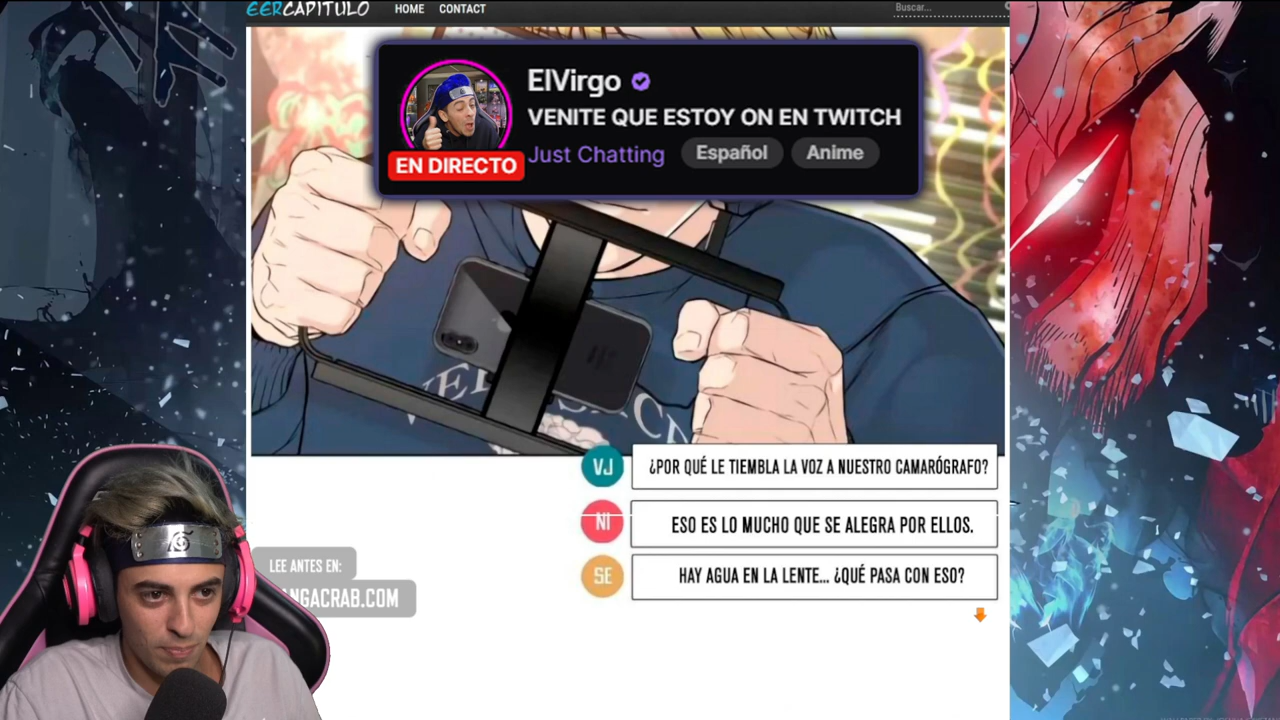 EERCAPITULO
HOME
CONTACT
Buscar...
ElVirgo
VENITE QUE ESTOY ON EN TWITCH
EN DIRECTO
Just Chatting
Español
Anime
VJ
¿POR QUÉ LE TIEMBLA LA VOZ A NUESTRO CAMARÓGRAFO?
NI
ESO ES LO MUCHO QUE SE ALEGRA POR ELLOS.
SE
HAY AGUA EN LA LENTE... ¿QUÉ PASA CON ESO?
LEE ANTES EN:
ANGACRAB.COM